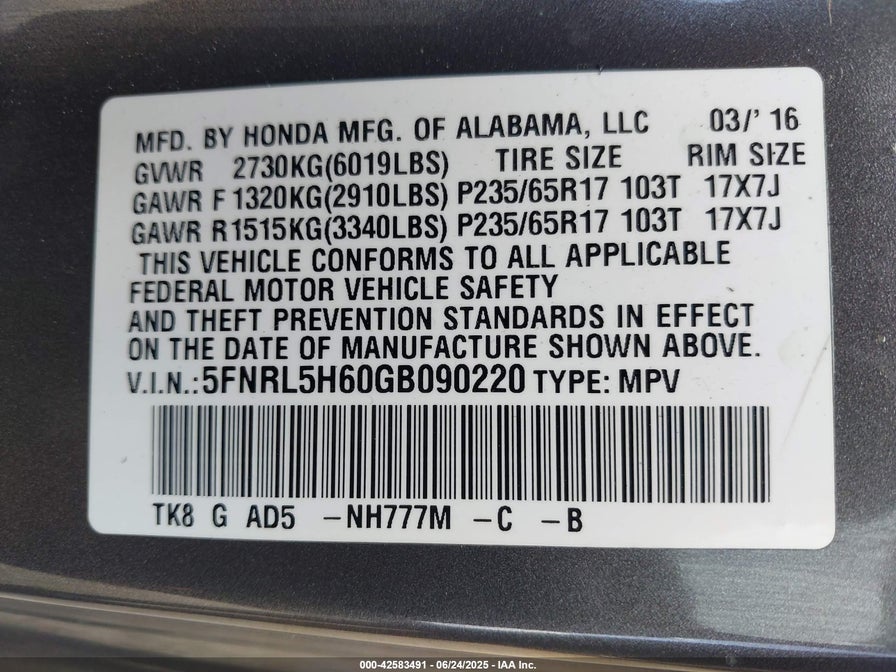 MFD. BY HONDA MFG. OF ALABAMA, LLC 03/' 16
GVWR 2730KG(6019LBS) TIRE SIZE RIM SIZE
GAWR F 1320KG(2910LBS) P235/65R17 103T 17X7J
GAWR R1515KG(3340LBS) P235/65R17 103T 17X7J
THIS VEHICLE CONFORMS TO ALL APPLICABLE
FEDERAL MOTOR VEHICLE SAFETY
AND THEFT PREVENTION STANDARDS IN EFFECT
ON THE DATE OF MANUFACTURE SHOWN ABOVE.
V.I.N.:5FNRL5H60GB090220 TYPE: MPV
TK8 G AD5 -NH777M -C -B
000-42583491 - 06/24/2025 - IAA Inc.